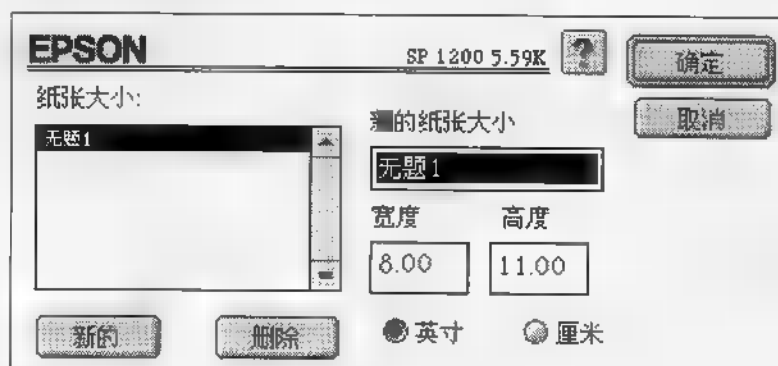 EPSON
SP 1200 5.59K
?
确定
取消
纸张大小:
无题1
新的纸张大小
无题1
宽度
高度
8.00
11.00
新的
删除
英寸
厘米